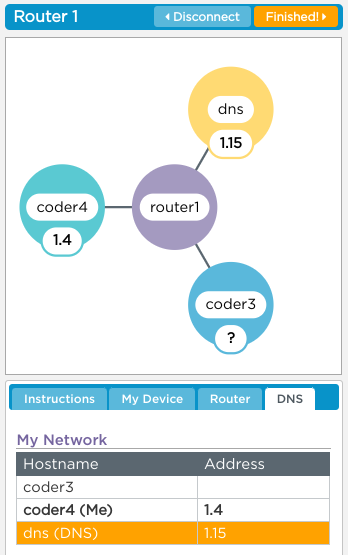 Router 1
Disconnect
Finished!
dns
1.15
coder4
1.4
router1
coder3
?
Instructions My Device Router DNS
My Network
Hostname Address
coder3
coder4 (Me) 1.4
dns (DNS) 1.15